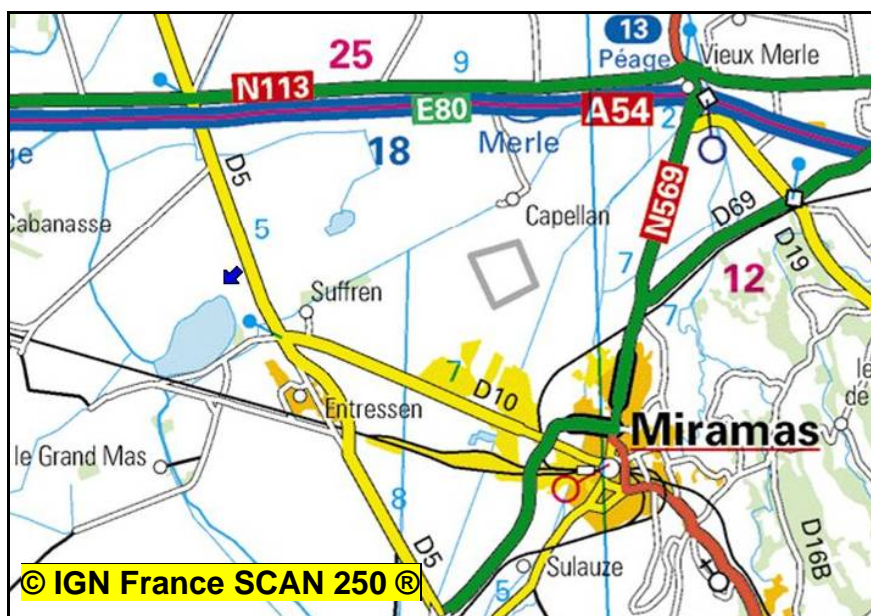 13
Péage
Vieux Merle
25
9
N113
E80
A54
2
ge
18
Merle
D5
N569
D69
Cabanasse
5
Capellan
7
D19
12
Suffren
7
7
D10
le
de
Entressen
Miramas
le Grand Mas
8
D5
Sulauze
5
D16B
© IGN France SCAN 250 ®